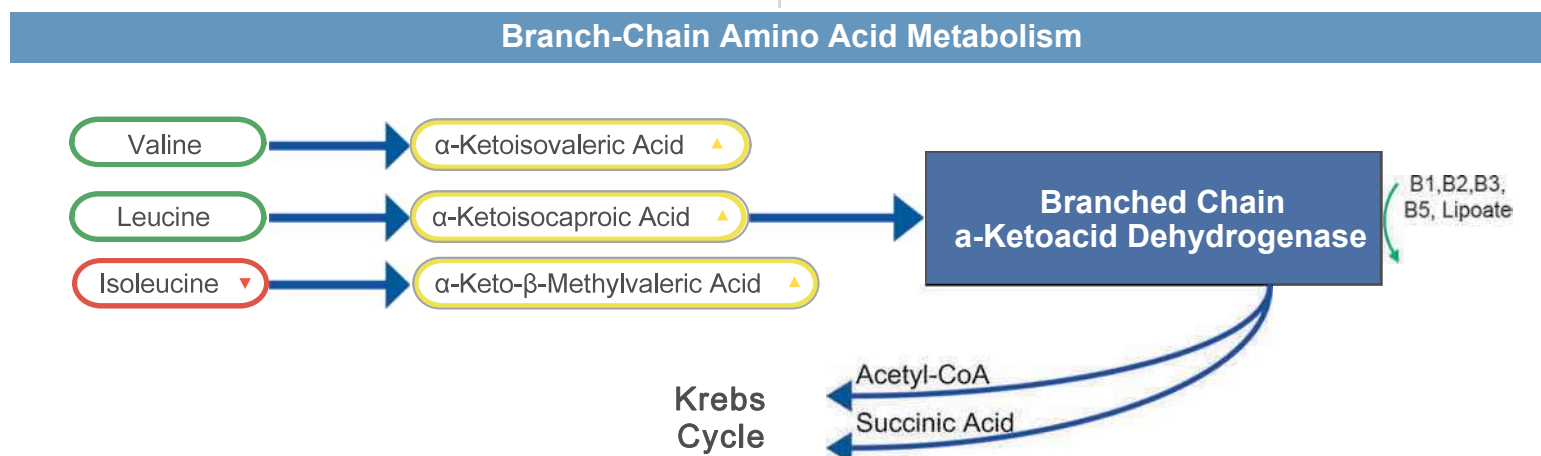 Branch-Chain Amino Acid Metabolism
Valine
α-Ketoisovaleric Acid
Leucine
α-Ketoisocaproic Acid
Isoleucine
α-Keto-β-Methylvaleric Acid
Branched Chain
a-Ketoacid Dehydrogenase
B1,B2,B3,
B5, Lipoate
Acetyl-CoA
Succinic Acid
Krebs
Cycle